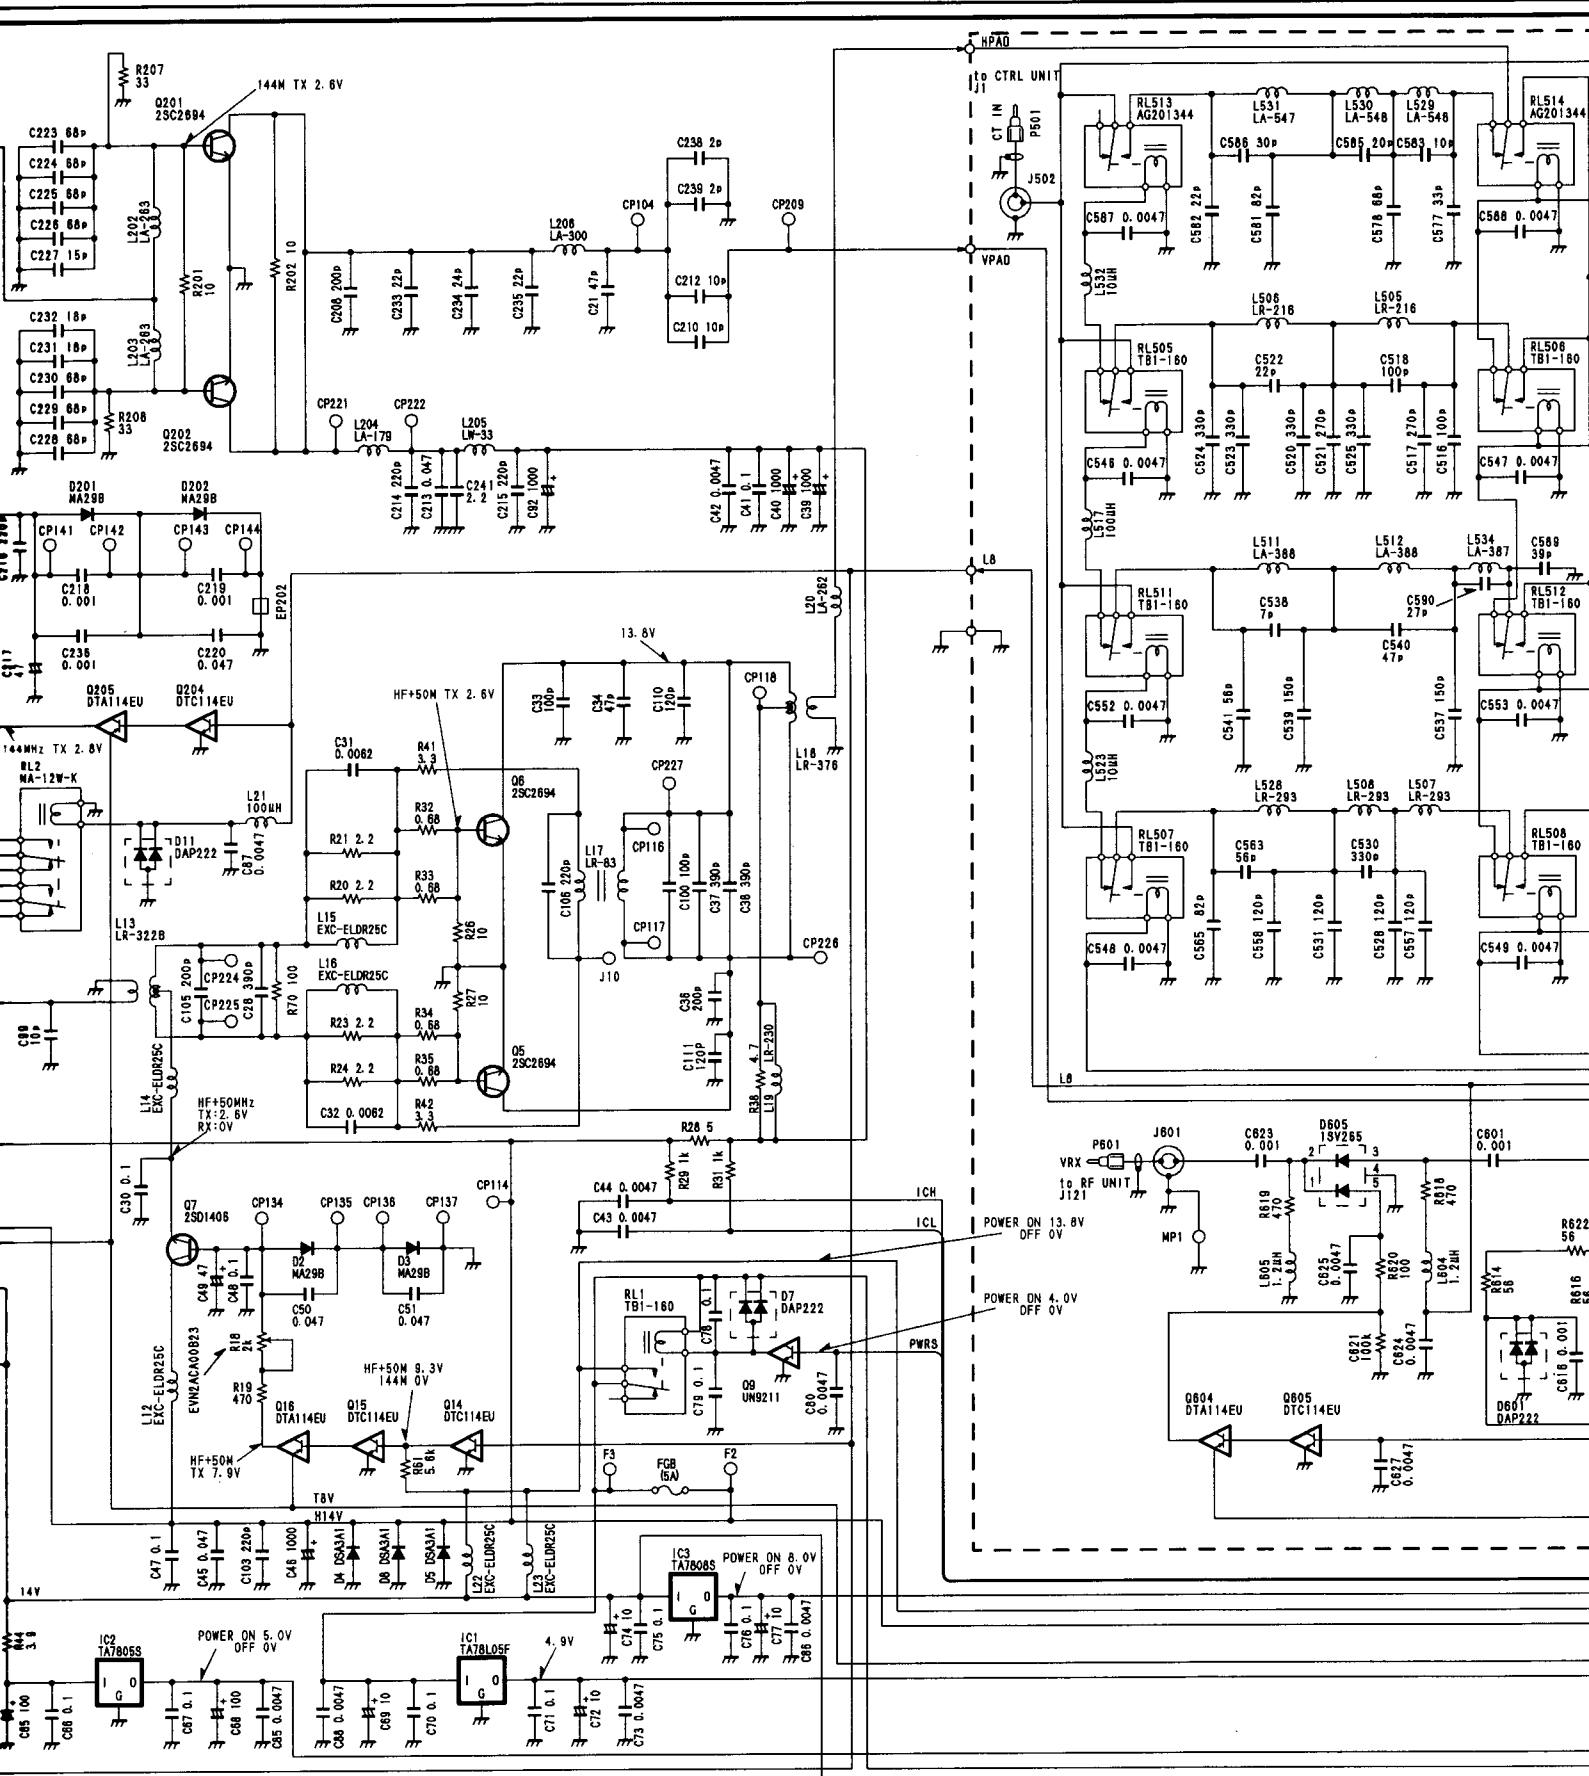 HPAD
to CTRL UNIT
J1
CT IN
P501
J502
VPAD
R207
33
144M TX 2.6V
Q201
2SC2694
C223 68p
C224 68p
C225 68p
C226 68p
C227 15p
L202
LA-263
R201
10
R202 10
C232 18p
C231 18p
C230 68p
C229 68p
C228 68p
L203
LA-263
R208
33
Q202
2SC2694
C208 200p
C233 22p
C234 24p
C235 22p
L206
LA-300
C21 47p
CP104
C238 2p
C239 2p
C212 10p
C210 10p
CP209
CP221
L204
LA-179
CP222
L205
LW-33
C214 220p
C213 0.047
C241
2.2
C215 220p
C92 1000
C42 0.0047
C41 0.1
C40 1000
C39 1000
D201
MA29B
D202
MA29B
CP141
CP142
CP143
CP144
C218
0.001
C219
0.001
EP202
C236
0.001
C220
0.047
C217
47
Q205
DTA114EU
Q204
DTC114EU
144MHz TX 2.8V
RL2
MA-12W-K
L21
100μH
D11
DAP222
C87
0.0047
L13
LR-322B
C99
10p
C105 200p
CP224
CP225
C28 390p
R70 100
L14
EXC-ELDR25C
C31
0.0062
R41
3.3
R32
0.68
R21 2.2
R20 2.2
R33
0.68
L15
EXC-ELDR25C
L16
EXC-ELDR25C
R23 2.2
R24 2.2
R34
0.68
R35
0.68
C32 0.0062
R42
3.3
R26
10
R27
10
HF+50M TX 2.6V
Q6
2SC2694
Q5
2SC2694
13.8V
C33
100p
C34
47p
C110
120p
CP118
L20
LA-262
L18
LR-376
CP227
L17
LR-83
CP116
CP117
C106 220p
C100 100p
C37 390p
C38 390p
J10
CP226
C36
200p
C111
120P
R38 4.7
L19 LR-230
HF+50MHz
TX:2.6V
RX:0V
C30 0.1
Q7
2SD1406
CP134
CP135
CP136
CP137
CP114
D2
MA29B
D3
MA29B
C49 47
C48 0.1
C50
0.047
C51
0.047
R28 5
R29 1k
R31 1k
C44 0.0047
C43 0.0047
ICH
ICL
POWER ON 13.8V
OFF 0V
RL1
TB1-160
C78 0.1
D7
DAP222
POWER ON 4.0V
OFF 0V
PWRS
C79 0.1
Q9
UN9211
C80
0.0047
L12
EXC-ELDR25C
EVN2ACA00B23
R18
2k
R19
470
Q16
DTA114EU
Q15
DTC114EU
Q14
DTC114EU
HF+50M 9.3V
144M 0V
R61
5.6k
HF+50M
TX 7.9V
F3
FGB
(5A)
F2
T8V
H14V
C47 0.1
C45 0.047
C103 220p
C46 1000
D4 DSA3A1
D8 DSA3A1
D5 DSA3A1
L22
EXC-ELDR25C
L23
EXC-ELDR25C
IC3
TA7808S
POWER ON 8.0V
OFF 0V
I O
G
C74 10
C75 0.1
C76 0.1
C77 10
C86 0.0047
14V
R44
3.9
IC2
TA7805S
I O
G
POWER ON 5.0V
OFF 0V
C65 100
C66 0.1
C67 0.1
C68 100
C85 0.0047
IC1
TA78L05F
I O
G
4.9V
C88 0.0047
C69 10
C70 0.1
C71 0.1
C72 10
C73 0.0047
RL513
AG201344
L531
LA-547
L530
LA-548
L529
LA-548
RL514
AG201344
C586 30p
C585 20p
C583 10p
C582 22p
C581 82p
C578 68p
C577 33p
C587 0.0047
C588 0.0047
L532
10μH
L506
LR-216
L505
LR-216
RL505
TB1-160
RL506
TB1-160
C522
22p
C518
100p
C524 330p
C523 330p
C520 330p
C521 270p
C525 330p
C517 270p
C516 100p
C546 0.0047
C547 0.0047
L517
100μH
L8
L511
LA-388
L512
LA-388
L534
LA-387
C589
39p
RL511
TB1-160
RL512
TB1-160
C538
7p
C590
27p
C540
47p
C541 56p
C539 150p
C537 150p
C552 0.0047
C553 0.0047
L523
10μH
L528
LR-293
L508
LR-293
L507
LR-293
RL507
TB1-160
RL508
TB1-160
C563
56p
C530
330p
C565 82p
C558 120p
C531 120p
C528 120p
C557 120p
C548 0.0047
C549 0.0047
L8
VRX
P601
to RF UNIT
J121
J601
MP1
C623
0.001
D605
1SV265
2
3
4
1
5
C601
0.001
R619
470
R618
470
L605
1.2μH
C625
0.0047
R620
100
L604
1.2μH
R622
56
R614
56
R616
C621
100k
C624
0.0047
D601
DAP222
C616 0.001
Q604
DTA114EU
Q605
DTC114EU
C627
0.0047